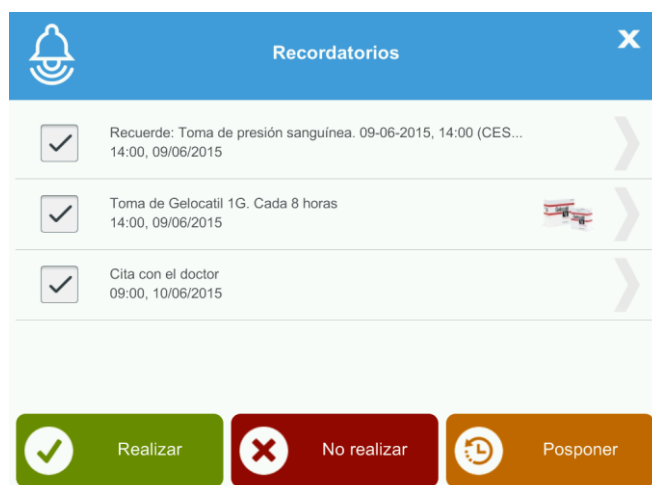 Recordatorios
Recuerde: Toma de presión sanguínea. 09-06-2015, 14:00 (CES...
14:00, 09/06/2015
Toma de Gelocatil 1G. Cada 8 horas
14:00, 09/06/2015
Cita con el doctor
09:00, 10/06/2015
Realizar
No realizar
Posponer